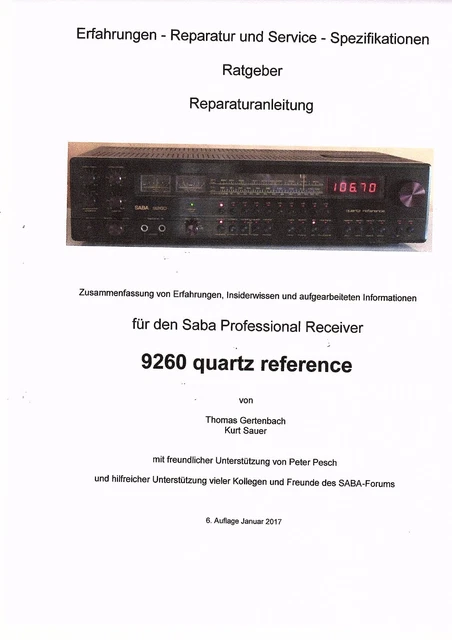 Erfahrungen - Reparatur und Service - Spezifikationen
Ratgeber
Reparaturanleitung
106.70
SABA
quartz reference
Zusammenfassung von Erfahrungen, Insiderwissen und aufgearbeiteten Informationen
für den Saba Professional Receiver
9260 quartz reference
von
Thomas Gertenbach
Kurt Sauer
mit freundlicher Unterstützung von Peter Pesch
und hilfreicher Unterstützung vieler Kollegen und Freunde des SABA-Forums
6. Auflage Januar 2017